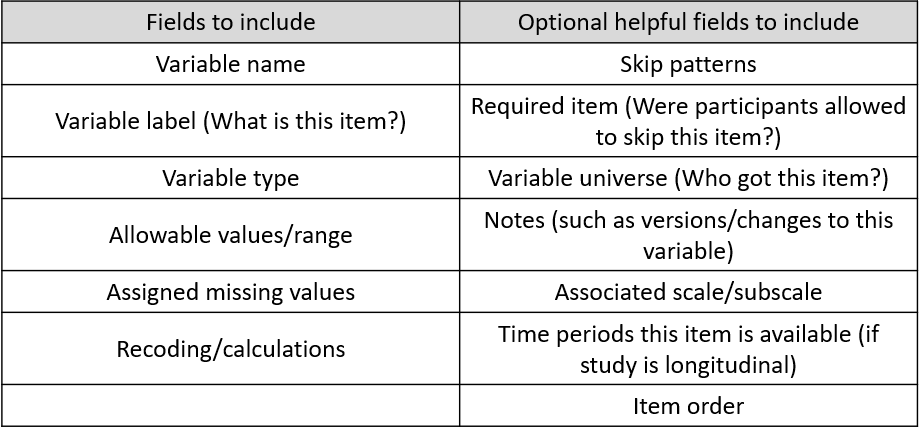 Fields to include
Optional helpful fields to include
Variable name
Skip patterns
Variable label (What is this item?)
Required item (Were participants allowed
to skip this item?)
Variable type
Variable universe (Who got this item?)
Allowable values/range
Notes (such as versions/changes to this
variable)
Assigned missing values
Associated scale/subscale
Recoding/calculations
Time periods this item is available (if
study is longitudinal)
Item order